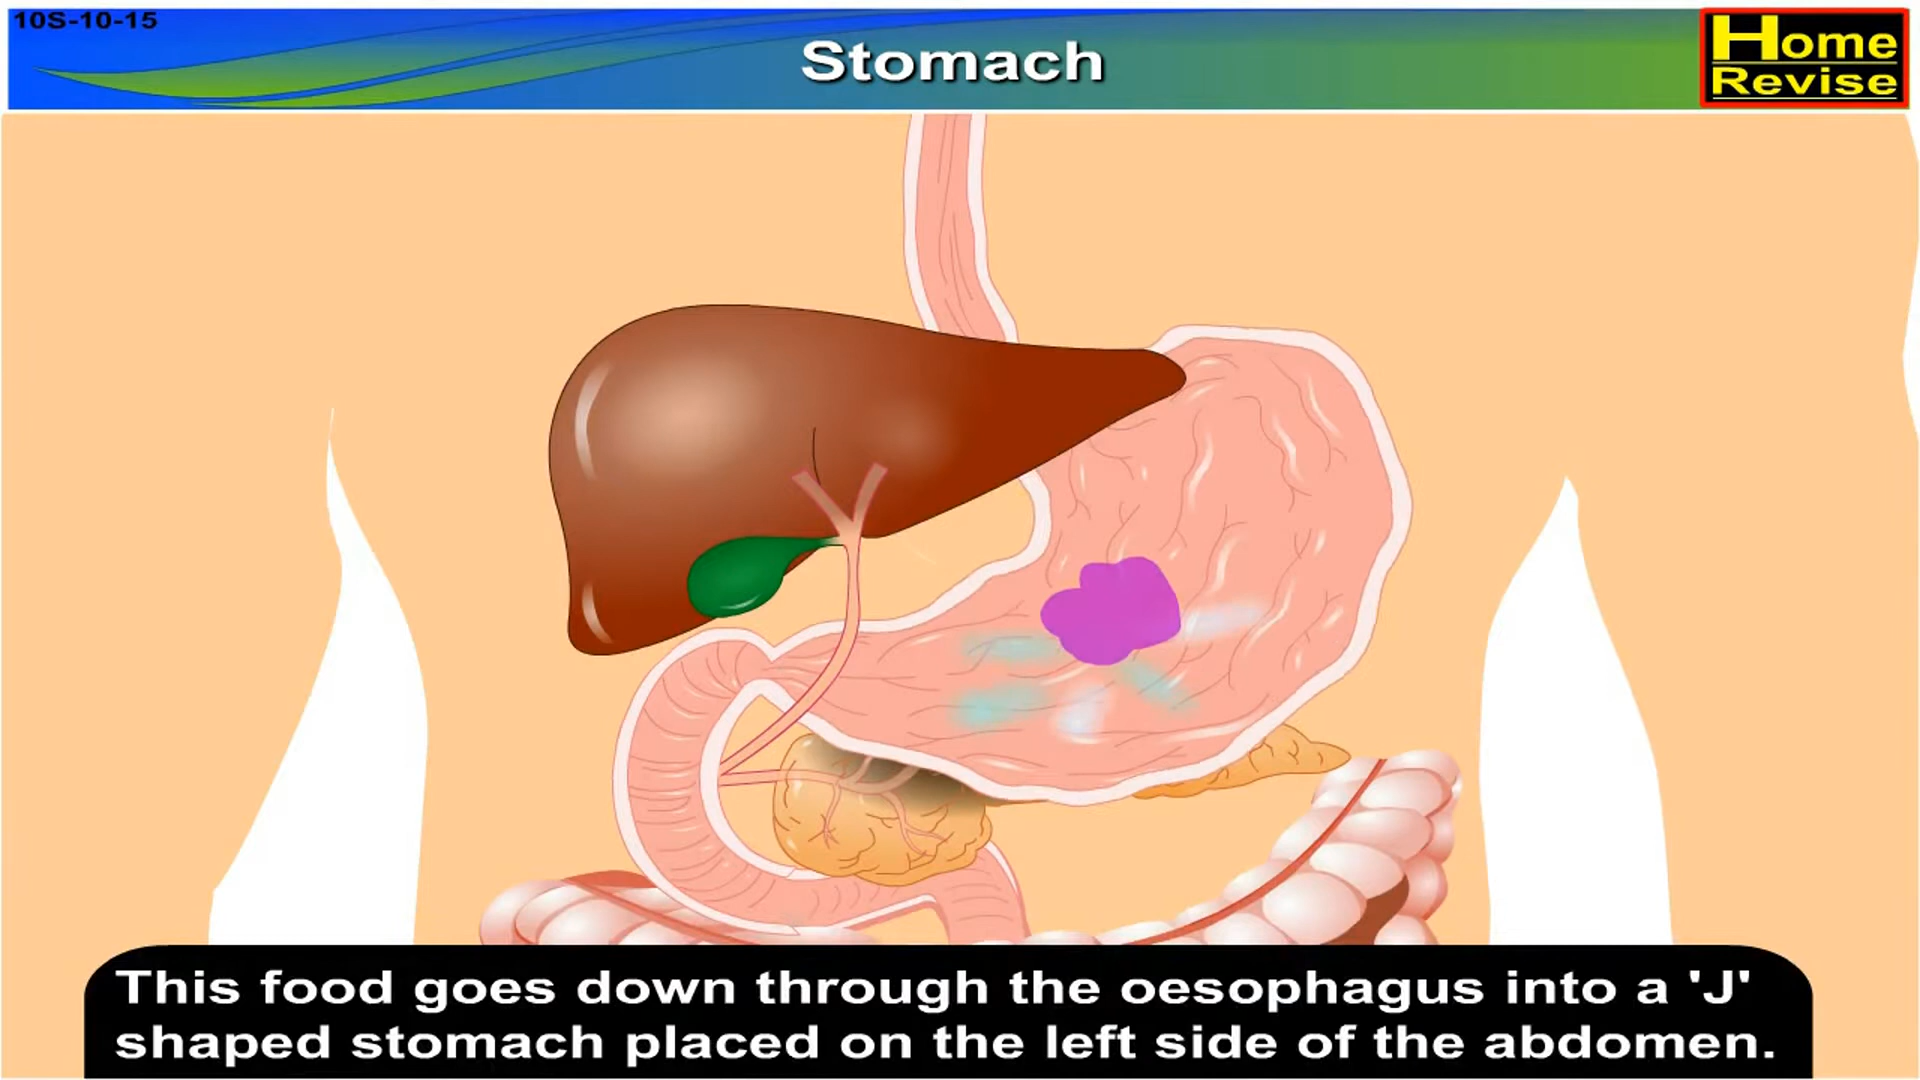 10S-10-15
Stomach
Home
Revise
This food goes down through the oesophagus into a 'J'
shaped stomach placed on the left side of the abdomen.